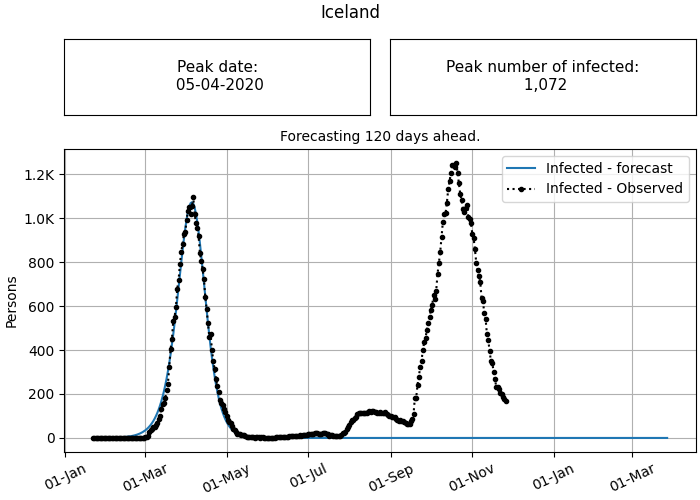 Iceland
Peak date:
05-04-2020
Peak number of infected:
1,072
Forecasting 120 days ahead.
Infected - forecast
Infected - Observed
1.2K
1.0K
800
600
400
200
0
Persons
01-Jan
01-Mar
01-May
01-Jul
01-Sep
01-Nov
01-Jan
01-Mar